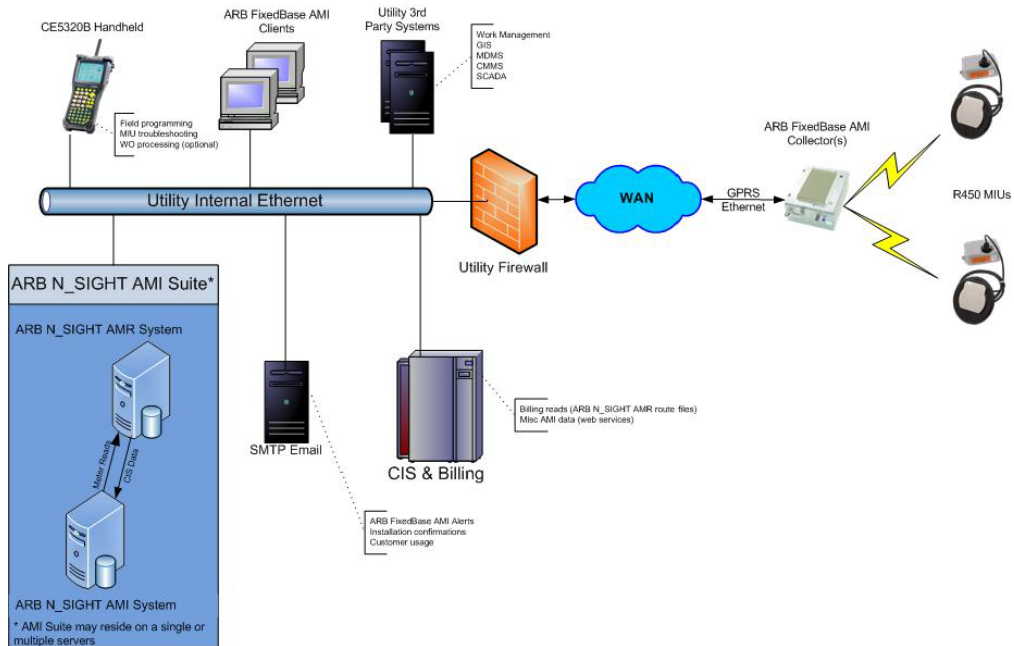 CE5320B Handheld
Field programming
MIU troubleshooting
WO processing (optional)
ARB FixedBase AMI
Clients
Utility 3rd
Party Systems
Work Management
GIS
MDMS
CMMS
SCADA
Utility Internal Ethernet
Utility Firewall
WAN
GPRS
Ethernet
ARB FixedBase AMI
Collector(s)
R450 MIUs
ARB N_SIGHT AMI Suite*
ARB N_SIGHT AMR System
Meter Reads
CIS Data
ARB N_SIGHT AMI System
* AMI Suite may reside on a single or
multiple servers
SMTP Email
ARB FixedBase AMI Alerts
Installation confirmations
Customer usage
CIS & Billing
Billing reads (ARB N_SIGHT AMR route files)
Misc AMI data (web services)